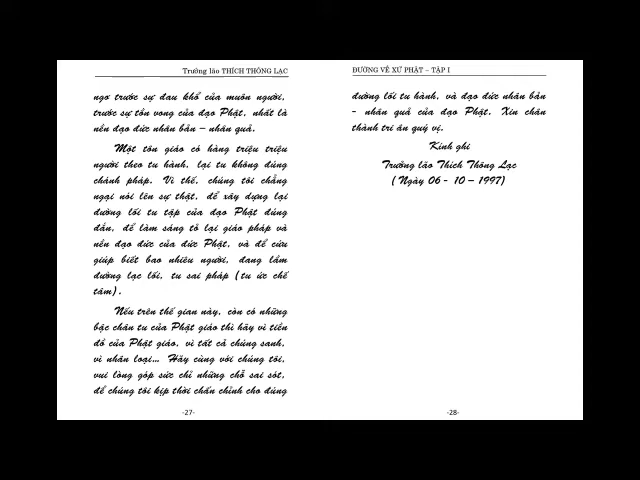 Trưởng lão THÍCH THÔNG LẠC
ngơ trước sự đau khổ của muôn người,
trước sự tồn vong của đạo Phật, nhất là
nền đạo đức nhân bản – nhân quả.
Một tôn giáo có hàng triệu triệu
người theo tu hành, lại tu không đúng
chánh pháp. Vì thế, chúng tôi chẳng
ngại nói lên sự thật, để xây dựng lại
đường lối tu tập của đạo Phật đúng
đắn, để làm sáng tỏ lại giáo pháp và
nền đạo đức của đức Phật, và để cứu
giúp biết bao nhiêu người, đang lầm
đường lạc lối, tu sai pháp (tu ức chế
tâm).
Nếu trên thế gian này, còn có những
bậc chân tu của Phật giáo thì hãy vì tiền
đồ của Phật giáo, vì tất cả chúng sanh,
vì nhân loại... Hãy cùng với chúng tôi,
vui lòng góp sức chỉ những chỗ sai sót,
để chúng tôi kịp thời chấn chỉnh cho đúng
-27-
ĐƯỜNG VỀ XỨ PHẬT – TẬP I
đường lối tu hành, và đạo đức nhân bản
- nhân quả của đạo Phật. Xin chân
thành tri ân quý vị.
Kính ghi
Trưởng lão Thích Thông Lạc
( Ngày 06 - 10 – 1997)
-28-